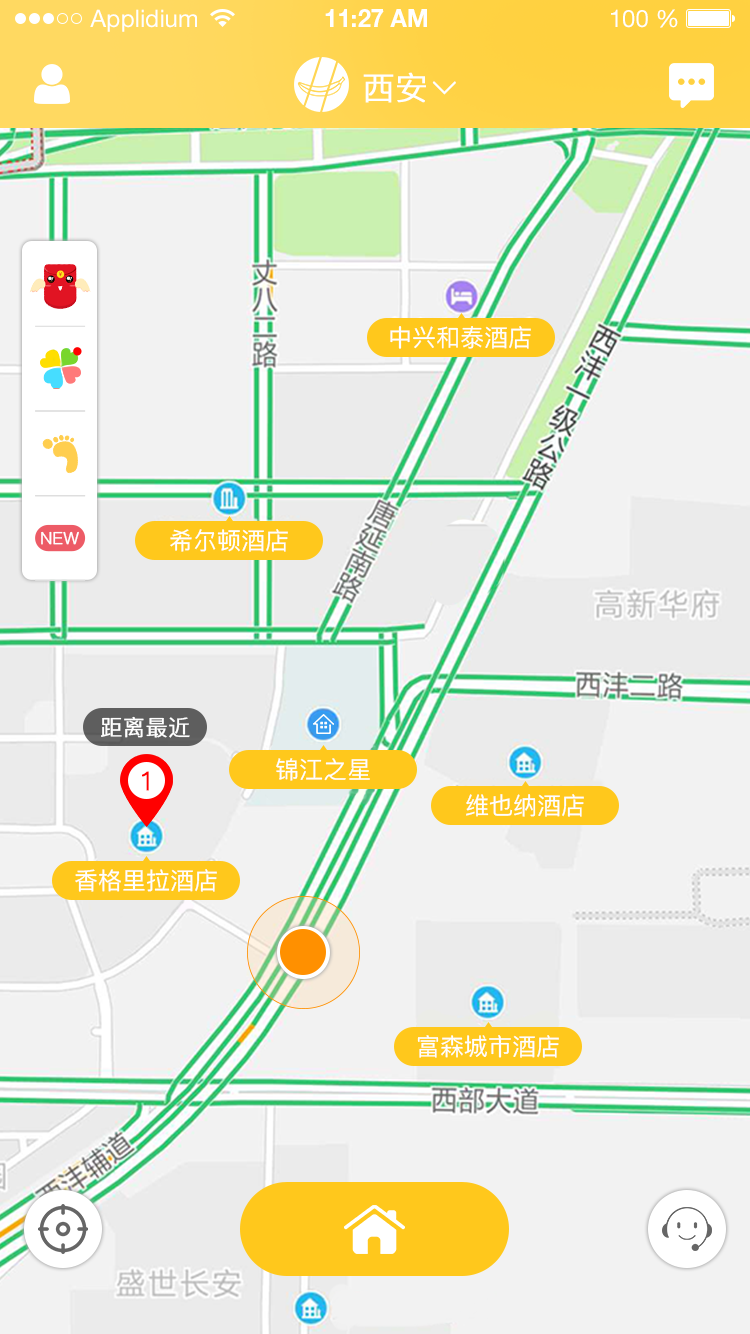 Applidium
11:27 AM
100 %
西安
丈八二路
中兴和泰酒店
西沣一级公路
希尔顿酒店
唐延南路
NEW
高新华府
西沣二路
距离最近
1
锦江之星
维也纳酒店
香格里拉酒店
富森城市酒店
西部大道
西沣辅道
盛世长安